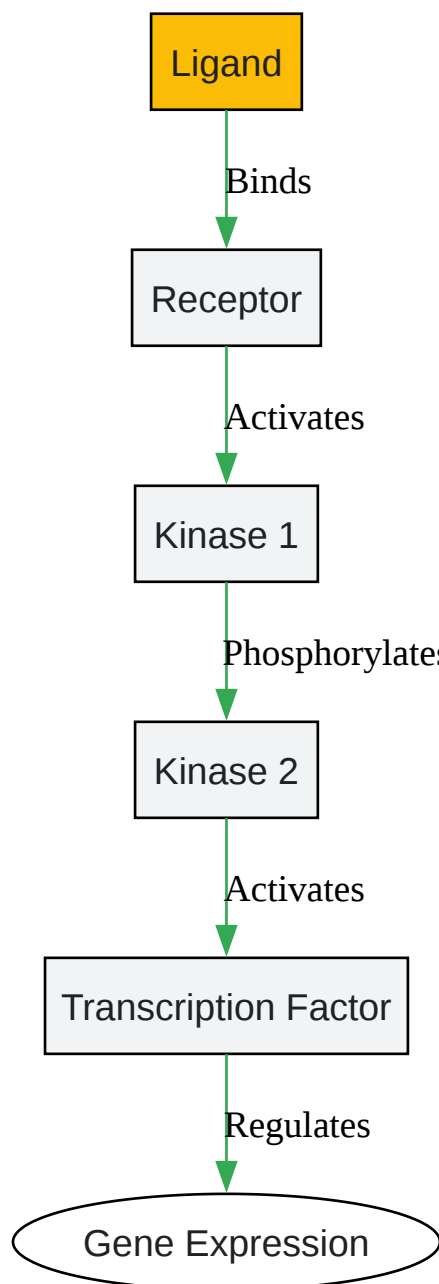 Ligand
Binds
Receptor
Activates
Kinase 1
Phosphorylates
Kinase 2
Activates
Transcription Factor
Regulates
Gene Expression